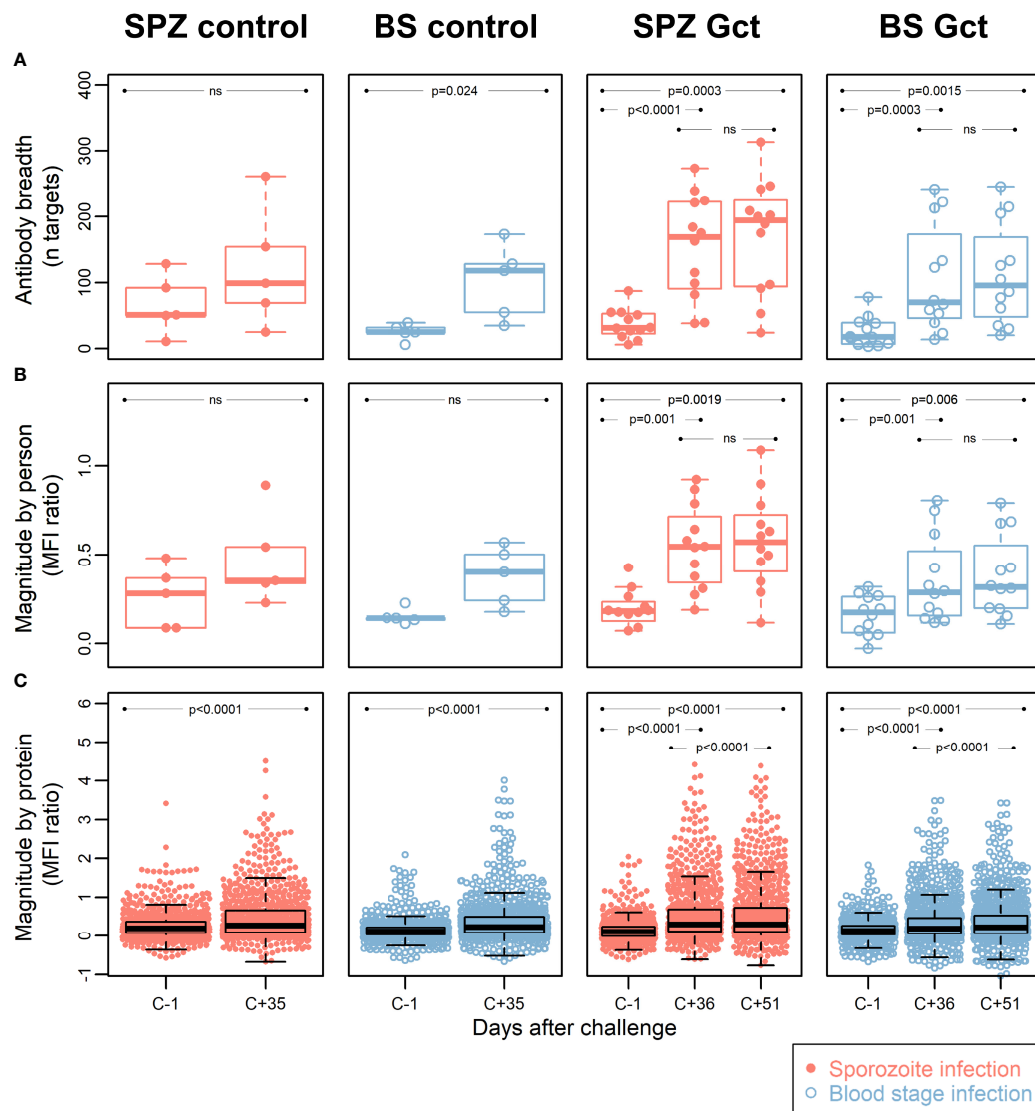 SPZ control BS control SPZ Gct BS Gct
A
Antibody breadth
(n targets)
400
300
200
100
0
ns
p=0.024
p=0.0003
p<0.0001
ns
p=0.0015
p=0.0003
ns
B
Magnitude by person
(MFI ratio)
1.0
0.5
0.0
ns
ns
p=0.0019
p=0.001
ns
p=0.006
p=0.001
ns
C
Magnitude by protein
(MFI ratio)
6
5
4
3
2
1
0
-1
p<0.0001
p<0.0001
p<0.0001
p<0.0001
p<0.0001
p<0.0001
p<0.0001
p<0.0001
C-1 C+35 C-1 C+35 C-1 C+36 C+51 C-1 C+36 C+51
Days after challenge
Sporozoite infection
Blood stage infection